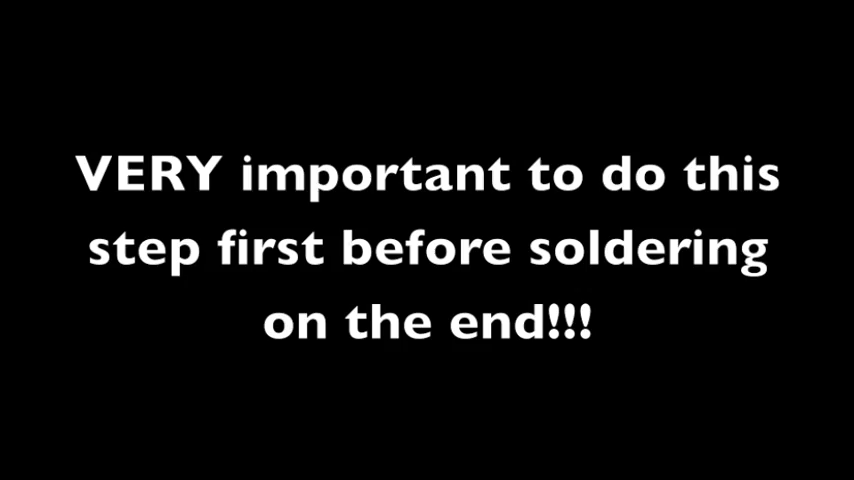 VERY important to do this
step first before soldering
on the end!!!